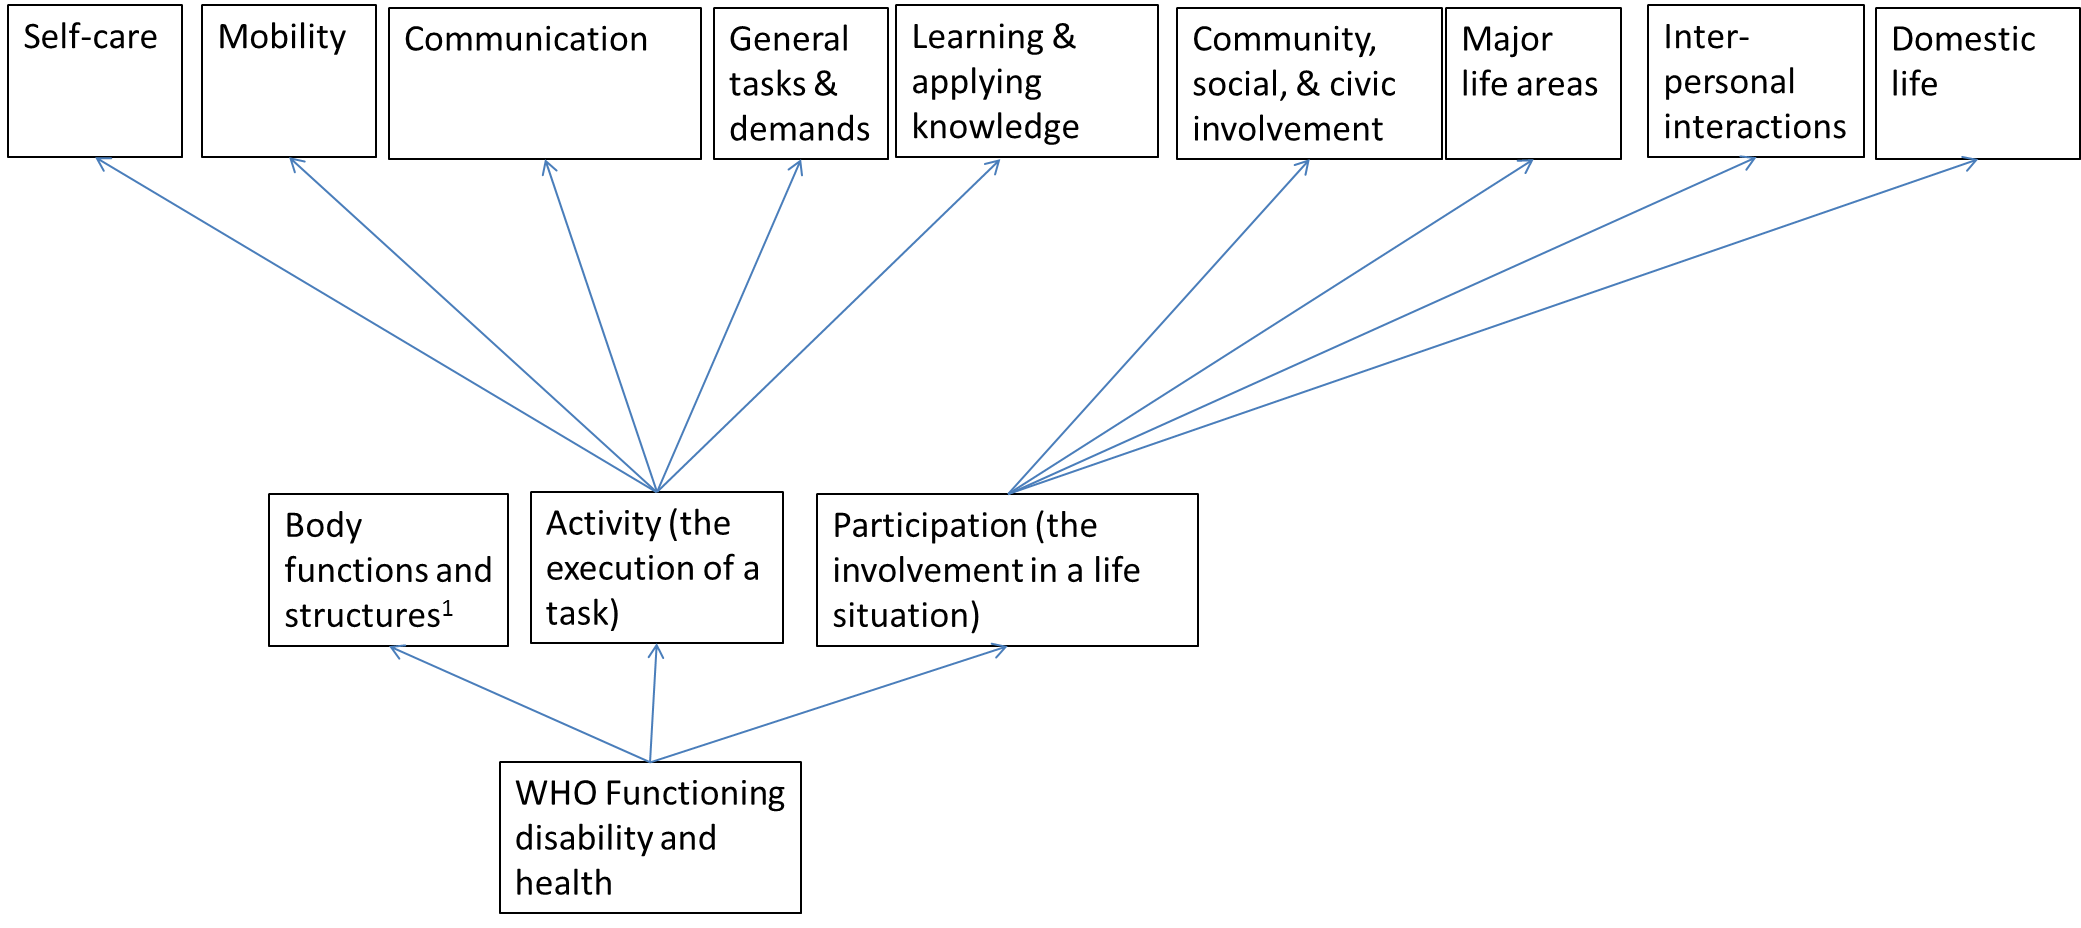 Self-care
Mobility
Communication
General
tasks &
demands
Learning &
applying
knowledge
Community,
social, & civic
involvement
Major
life areas
Inter-
personal
interactions
Domestic
life
Body
functions and
structures¹
Activity (the
execution of a
task)
Participation (the
involvement in a life
situation)
WHO Functioning
disability and
health